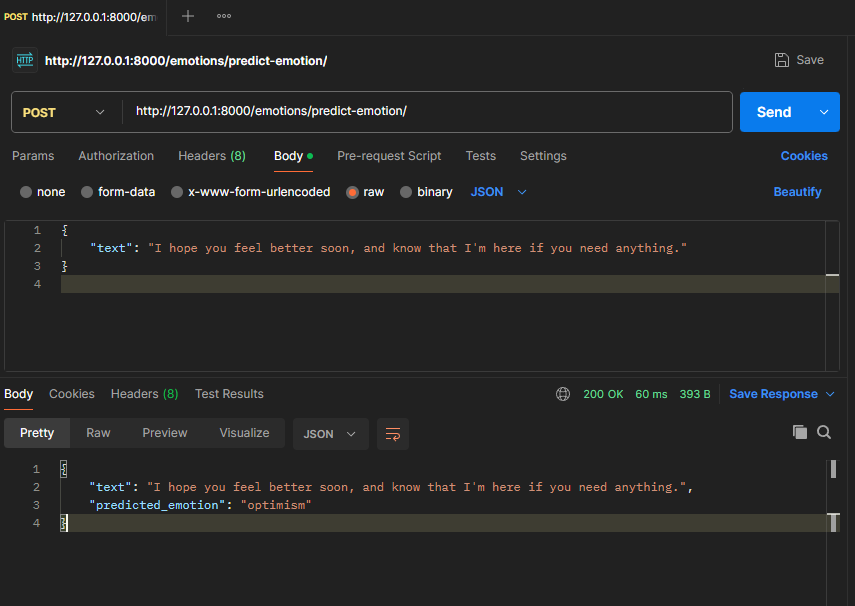 POST http://127.0.0.1:8000/em
HTTP http://127.0.0.1:8000/emotions/predict-emotion/ Save
POST http://127.0.0.1:8000/emotions/predict-emotion/ Send
Params Authorization Headers (8) Body Pre-request Script Tests Settings Cookies
none form-data x-www-form-urlencoded raw binary JSON Beautify
1 {
2 "text": "I hope you feel better soon, and know that I'm here if you need anything."
3 }
4
Body Cookies Headers (8) Test Results 200 OK 60 ms 393 B Save Response
Pretty Raw Preview Visualize JSON
1 {
2 "text": "I hope you feel better soon, and know that I'm here if you need anything.",
3 "predicted_emotion": "optimism"
4 }